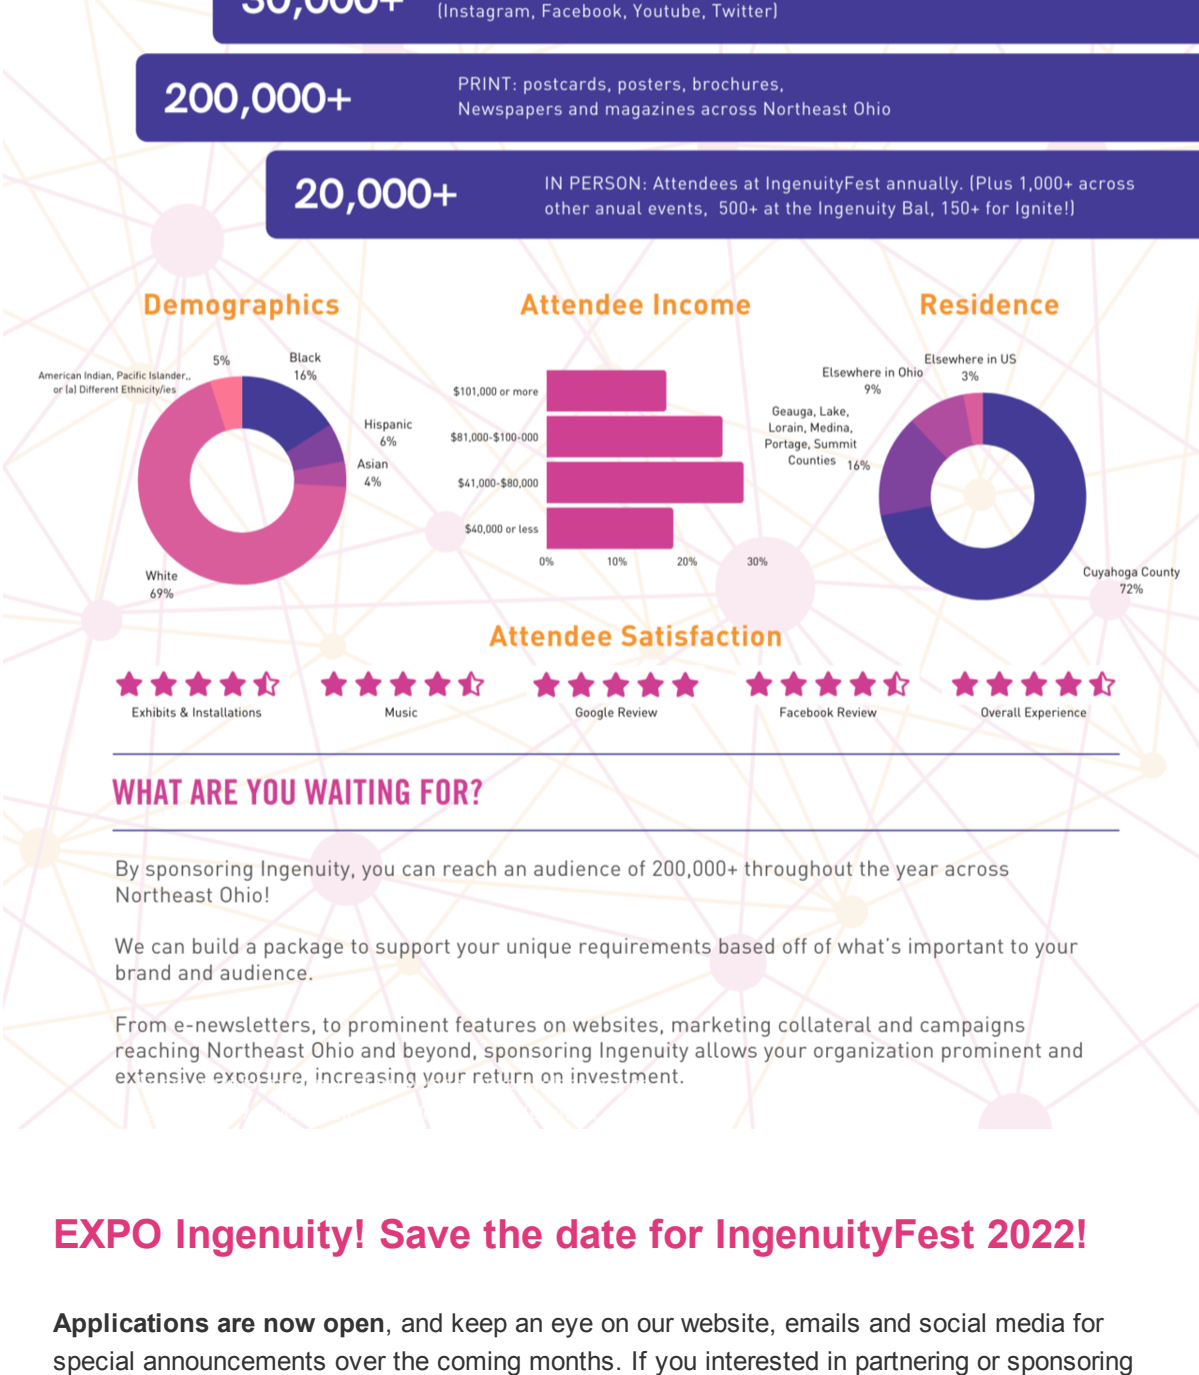 30,000+
(Instagram, Facebook, Youtube, Twitter)
200,000+
PRINT: postcards, posters, brochures,
Newspapers and magazines across Northeast Ohio
20,000+
IN PERSON: Attendees at IngenuityFest annually. (Plus 1,000+ across
other anual events, 500+ at the Ingenuity Bal, 150+ for Ignite!)
Demographics
American Indian, Pacific Islander,,
or (a) Different Ethnicity/ies
5%
Black
16%
Hispanic
6%
Asian
4%
White
69%
Attendee Income
$101,000 or more
$81,000-$100-000
$41,000-$80,000
$40,000 or less
0%
10%
20%
30%
Residence
Elsewhere in US
3%
Elsewhere in Ohio
9%
Geauga, Lake,
Lorain, Medina,
Portage, Summit
Counties 16%
Cuyahoga County
72%
Attendee Satisfaction
Exhibits & Installations
Music
Google Review
Facebook Review
Overall Experience
WHAT ARE YOU WAITING FOR?
By sponsoring Ingenuity, you can reach an audience of 200,000+ throughout the year across
Northeast Ohio!
We can build a package to support your unique requirements based off of what's important to your
brand and audience.
From e-newsletters, to prominent features on websites, marketing collateral and campaigns
reaching Northeast Ohio and beyond, sponsoring Ingenuity allows your organization prominent and
extensive exposure, increasing your return on investment.
EXPO Ingenuity! Save the date for IngenuityFest 2022!
Applications are now open, and keep an eye on our website, emails and social media for
special announcements over the coming months. If you interested in partnering or sponsoring